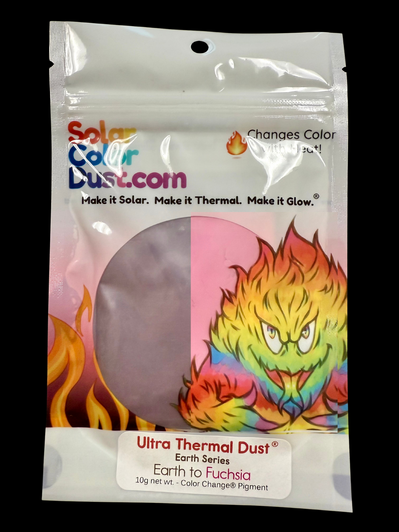 Solar
Color
Dust.com
Changes Color
with Heat!
Make it Solar. Make it Thermal. Make it Glow.®
Ultra Thermal Dust®
Earth Series
Earth to Fuchsia
10g net wt. - Color Change® Pigment